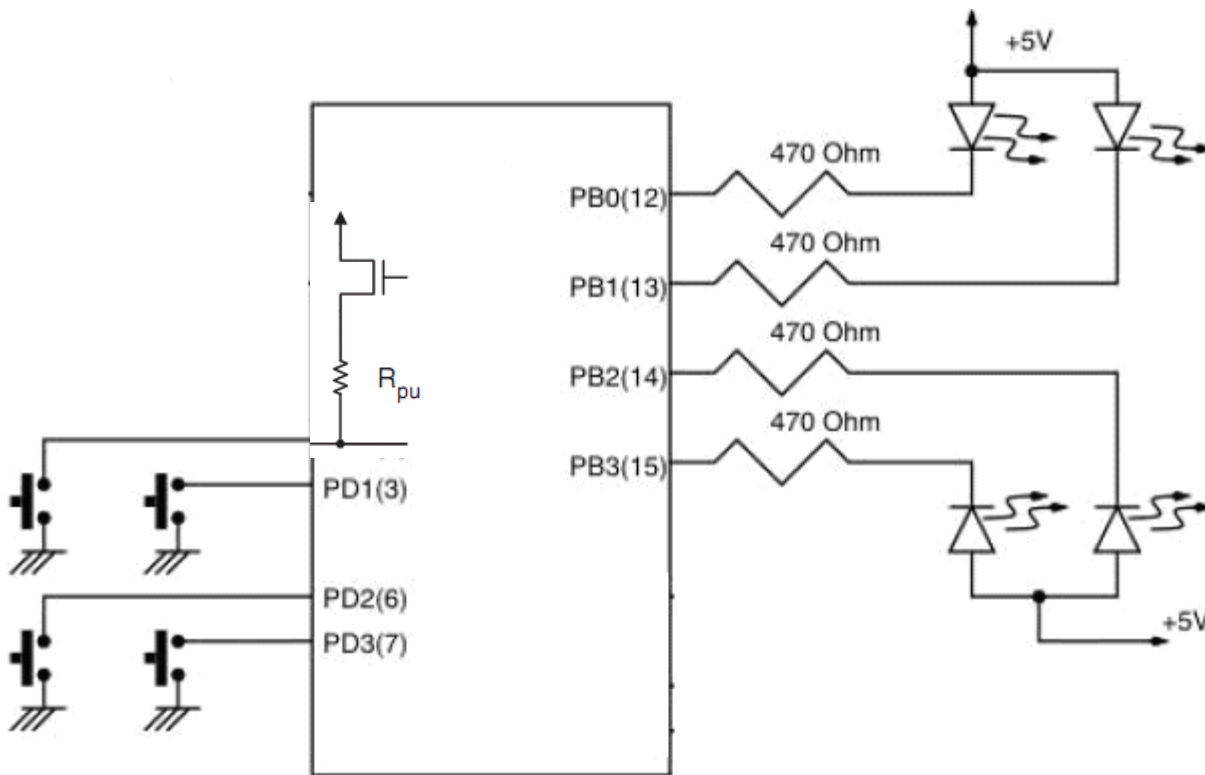 +5V
470 Ohm
PB0(12)
470 Ohm
PB1(13)
470 Ohm
PB2(14)
470 Ohm
PB3(15)
Rpu
PD1(3)
PD2(6)
PD3(7)
+5V